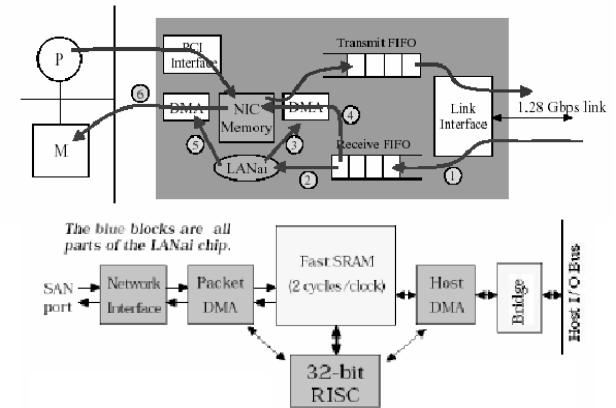 Transmit FIFO
PCI
Interface
P
6
DMA
NIC
Memory
DMA
4
Link
Interface
1.28 Gbps link
M
5
3
Receive FIFO
LANai
2
1
The blue blocks are all
parts of the LANai chip.
SAN
port
Network
Interface
Packet
DMA
Fast SRAM
(2 cycles/clock)
Host
DMA
Bridge
Host I/O Bus
32-bit
RISC